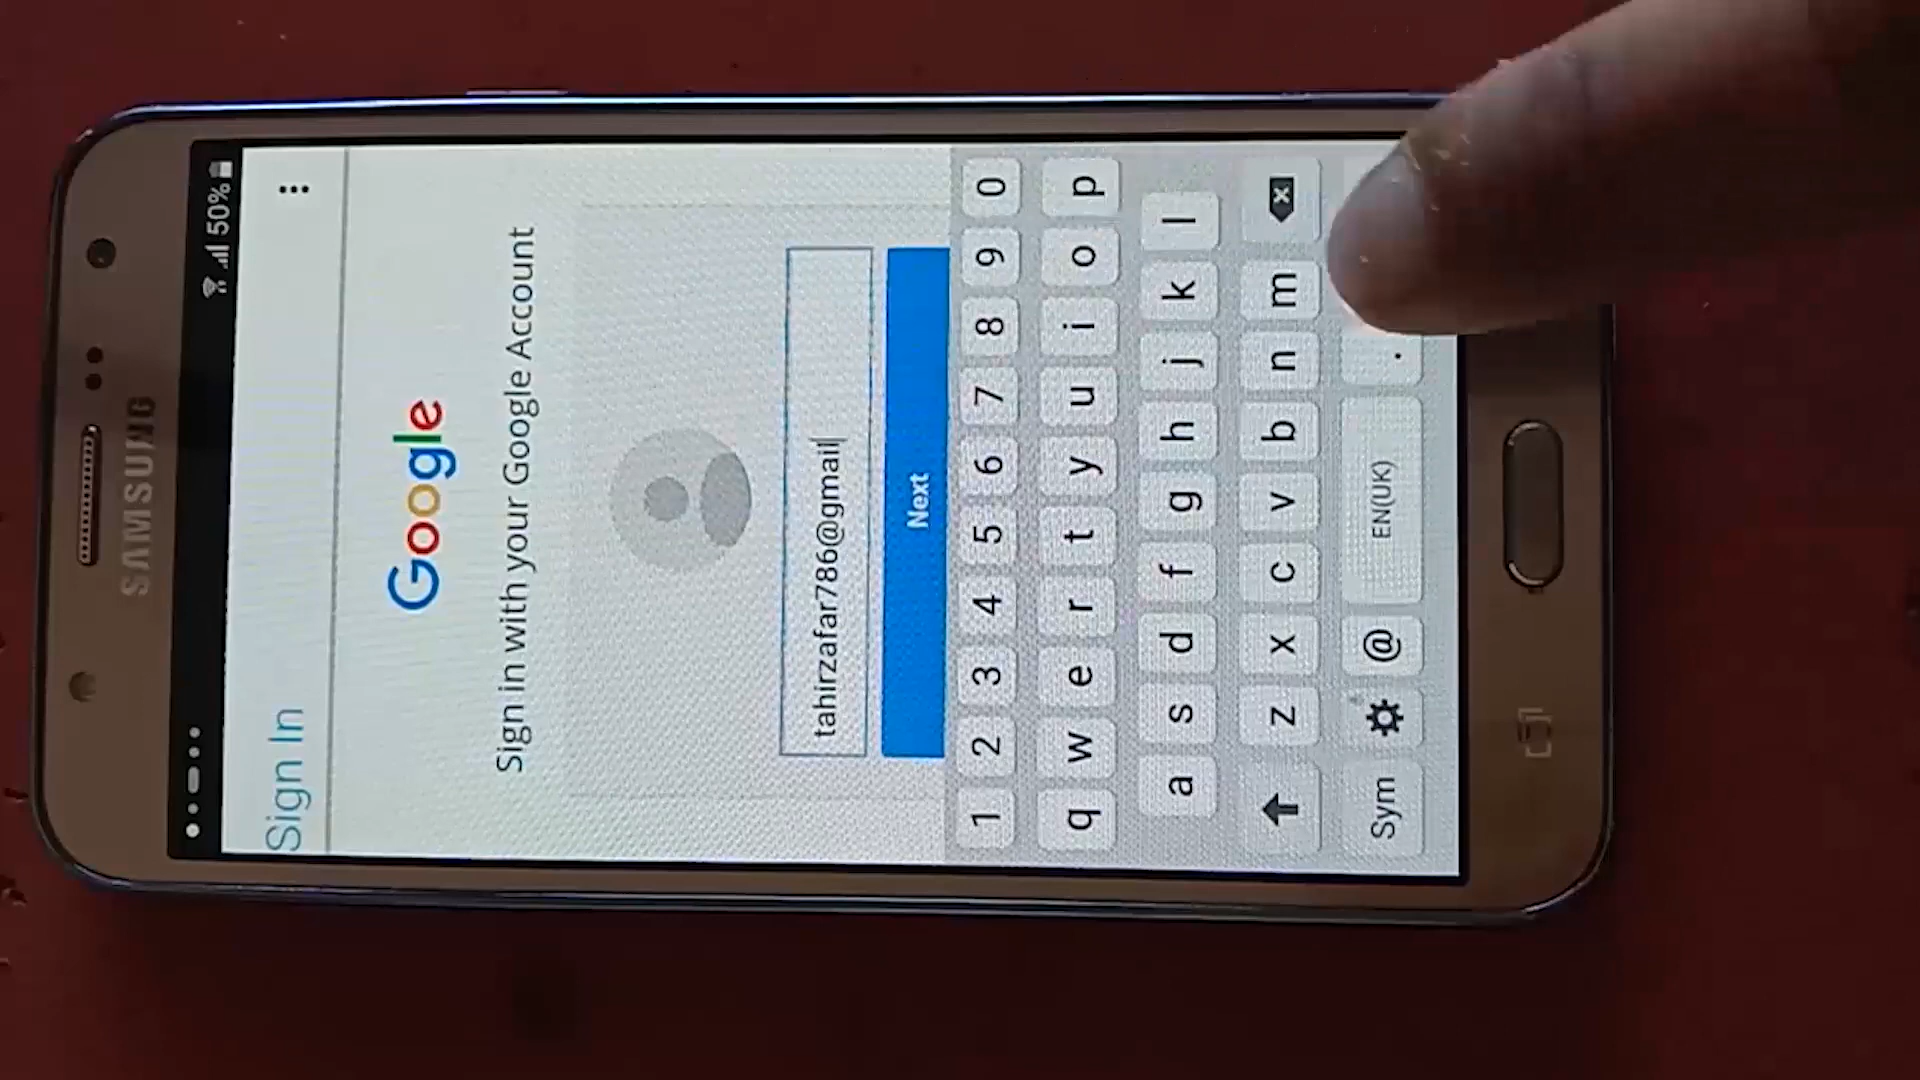 SAMSUNG
50%
Sign In
Google
Sign in with your Google Account
tahirzafar786@gmail
Next
1 2 3 4 5 6 7 8 9 0
q w e r t y u i o p
a s d f g h j k l
z x c v b n m
Sym @ EN(UK) .